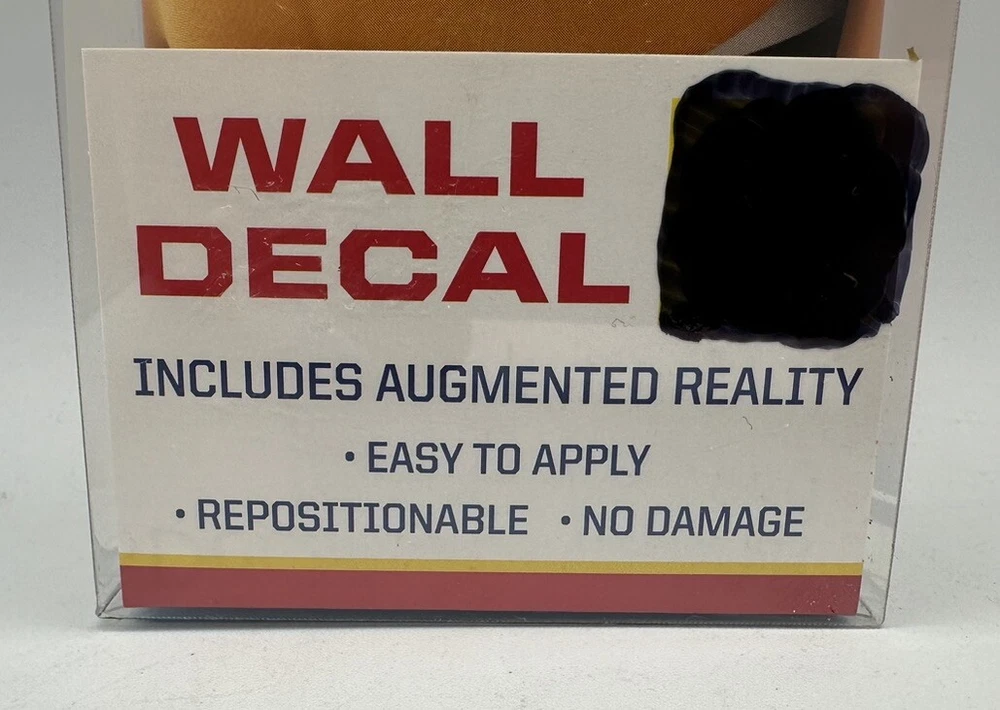 WALL
DECAL
INCLUDES AUGMENTED REALITY
• EASY TO APPLY
• REPOSITIONABLE • NO DAMAGE